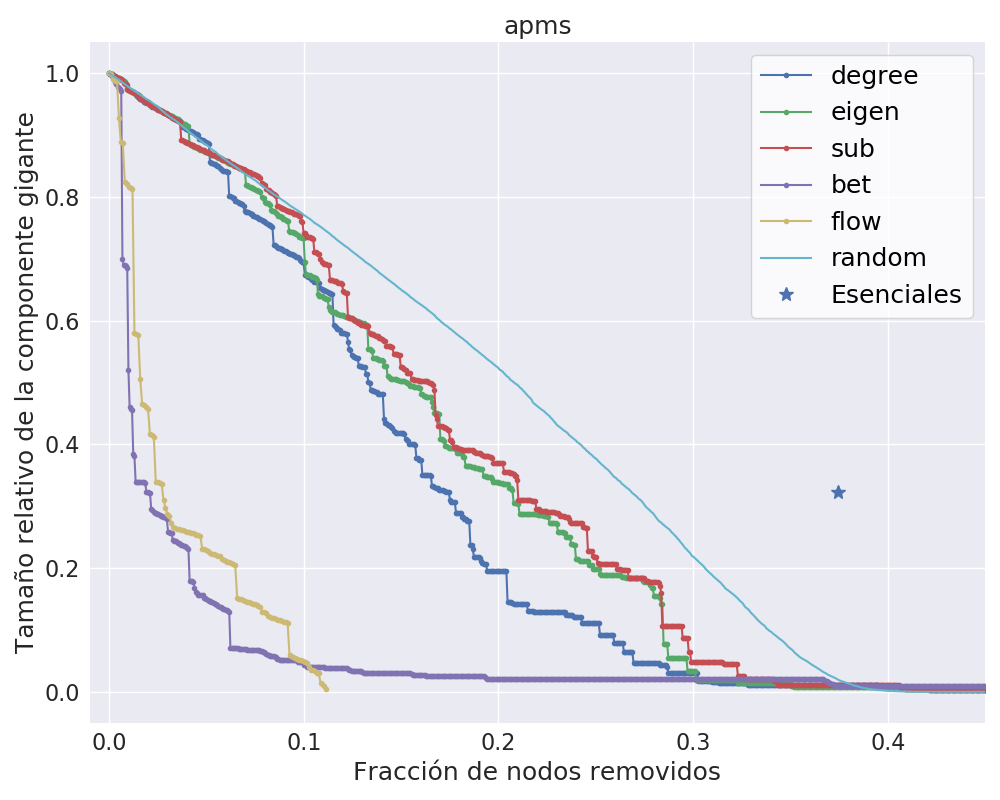 apms
1.0
0.8
0.6
0.4
0.2
0.0
Tamaño relativo de la componente gigante
degree
eigen
sub
bet
flow
random
Esenciales
0.0 0.1 0.2 0.3 0.4
Fracción de nodos removidos